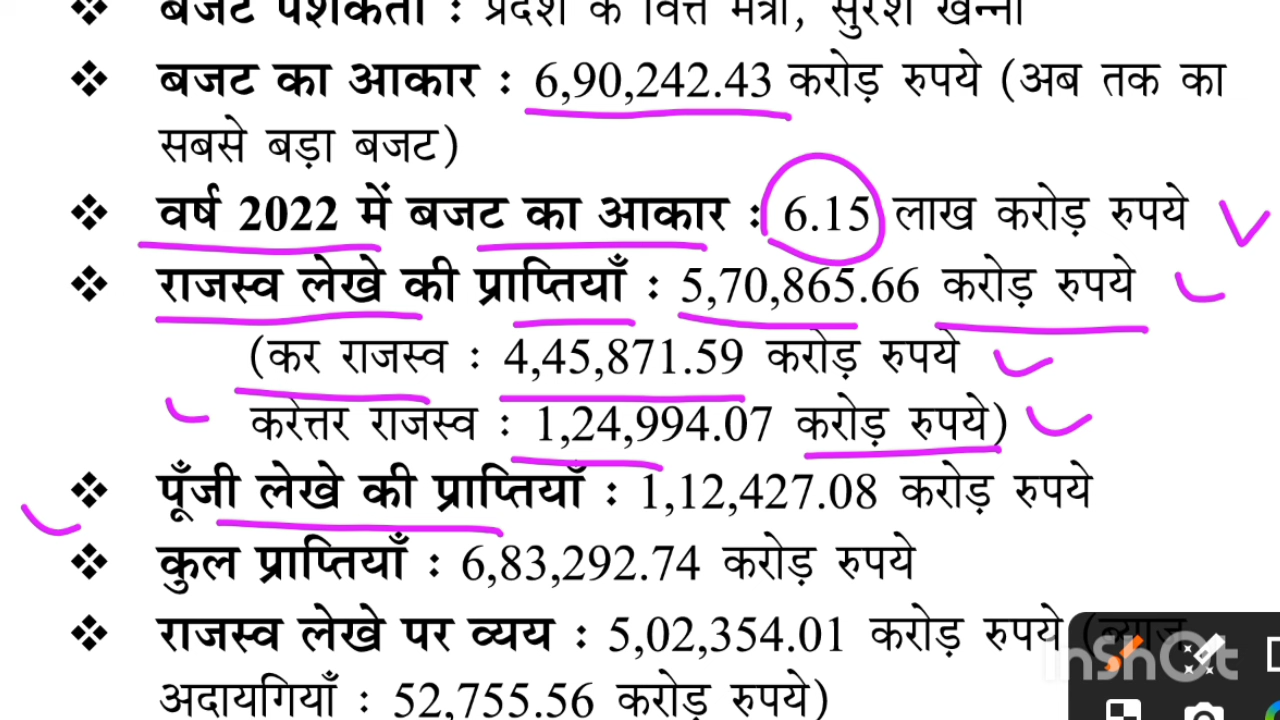 ❖ बजट पेशकर्ता : प्रदेश के वित्त मंत्री, सुरेश खन्ना
❖ बजट का आकार : 6,90,242.43 करोड़ रुपये (अब तक का
सबसे बड़ा बजट)
❖ वर्ष 2022 में बजट का आकार : 6.15 लाख करोड़ रुपये
❖ राजस्व लेखे की प्राप्तियाँ : 5,70,865.66 करोड़ रुपये
(कर राजस्व : 4,45,871.59 करोड़ रुपये
करेत्तर राजस्व : 1,24,994.07 करोड़ रुपये)
❖ पूँजी लेखे की प्राप्तियाँ : 1,12,427.08 करोड़ रुपये
❖ कुल प्राप्तियाँ : 6,83,292.74 करोड़ रुपये
❖ राजस्व लेखे पर व्यय : 5,02,354.01 करोड़ रुपये (ब्याज
अदायगियाँ : 52,755.56 करोड़ रुपये)
InShOt